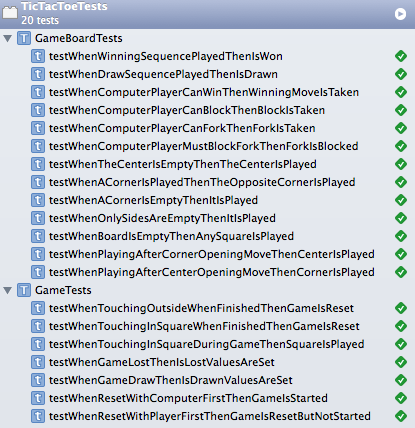 TicTacToeTests
20 tests
T GameBoardTests
t testWhenWinningSequencePlayedThenIsWon
t testWhenDrawSequencePlayedThenIsDrawn
t testWhenComputerPlayerCanWinThenWinningMoveIsTaken
t testWhenComputerPlayerCanBlockThenBlockIsTaken
t testWhenComputerPlayerCanForkThenForkIsTaken
t testWhenComputerPlayerMustBlockForkThenForkIsBlocked
t testWhenTheCenterIsEmptyThenTheCenterIsPlayed
t testWhenACornerIsPlayedThenTheOppositeCornerIsPlayed
t testWhenACornerIsEmptyThenItIsPlayed
t testWhenOnlySidesAreEmptyThenItIsPlayed
t testWhenBoardIsEmptyThenAnySquareIsPlayed
t testWhenPlayingAfterCornerOpeningMoveThenCenterIsPlayed
t testWhenPlayingAfterCenterOpeningMoveThenCornerIsPlayed
T GameTests
t testWhenTouchingOutsideWhenFinishedThenGameIsReset
t testWhenTouchingInSquareWhenFinishedThenGameIsReset
t testWhenTouchingInSquareDuringGameThenSquareIsPlayed
t testWhenGameLostThenIsLostValuesAreSet
t testWhenGameDrawThenIsDrawnValuesAreSet
t testWhenResetWithComputerFirstThenGameIsStarted
t testWhenResetWithPlayerFirstThenGameIsResetButNotStarted